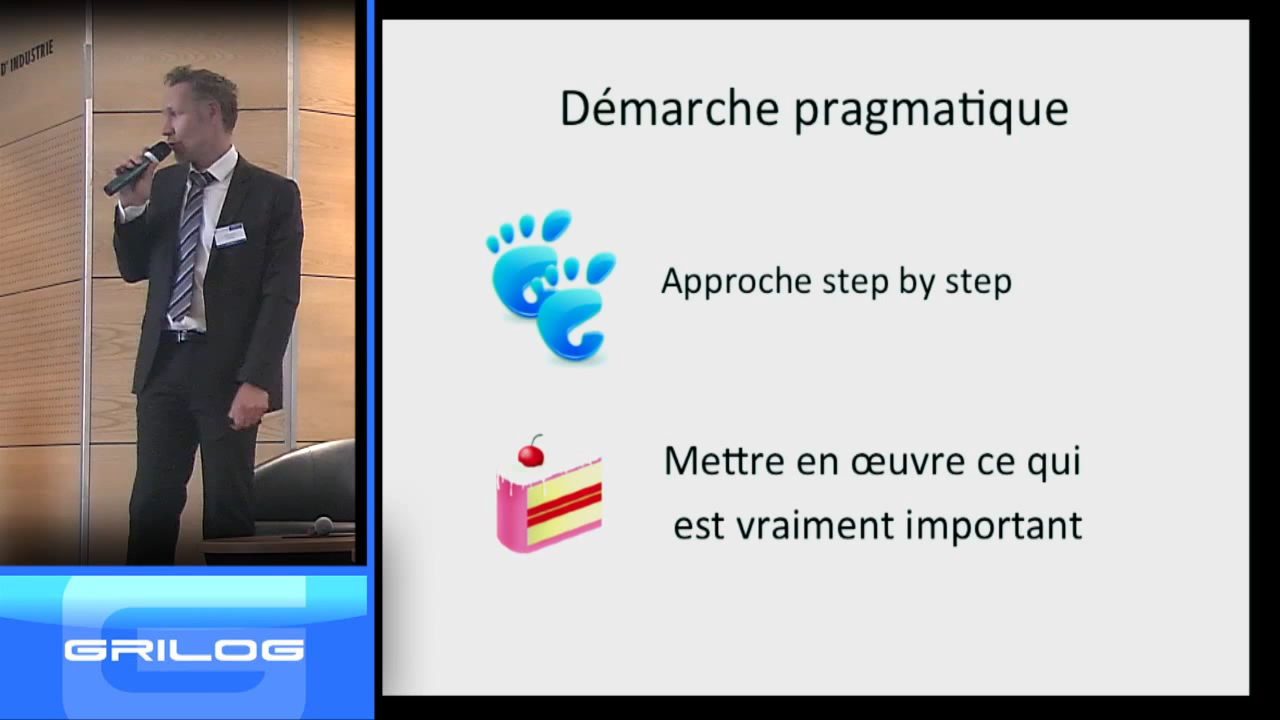 D'INDUSTRIE
Démarche pragmatique
Approche step by step
Mettre en œuvre ce qui
est vraiment important
GRILOG